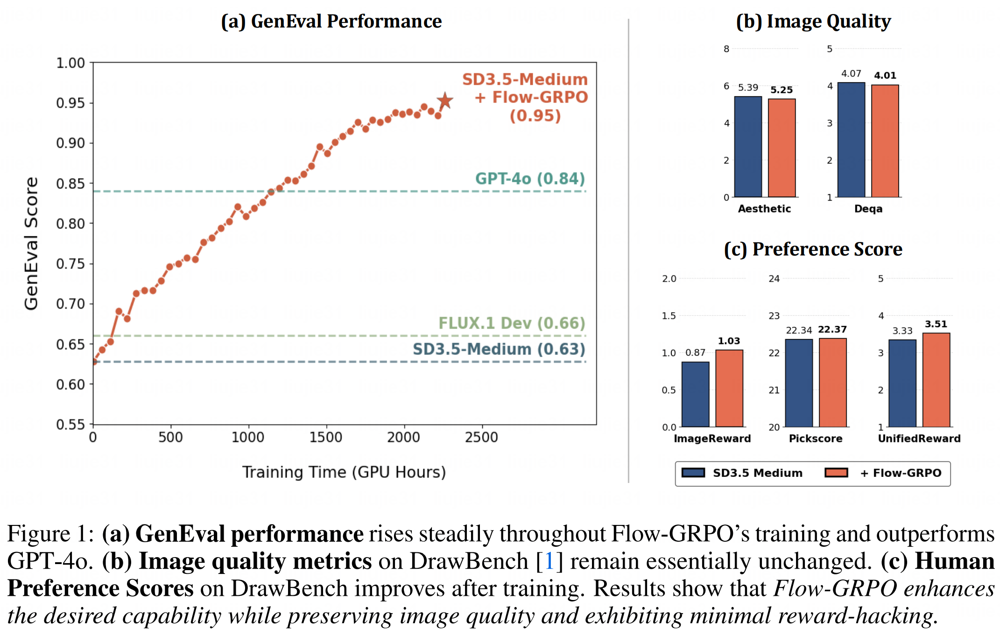 (a) GenEval Performance
1.00
0.95
0.90
0.85
0.80
0.75
0.70
0.65
0.60
0.55
GenEval Score
SD3.5-Medium
+ Flow-GRPO
(0.95)
GPT-4o (0.84)
FLUX.1 Dev (0.66)
SD3.5-Medium (0.63)
0 500 1000 1500 2000 2500
Training Time (GPU Hours)
(b) Image Quality
8
6
4
2
0
5.39 5.25
Aesthetic
5
4
3
2
1
4.07 4.01
Deqa
(c) Preference Score
2.0
1.5
1.0
0.5
0.0
0.87 1.03
ImageReward
24
23
22
21
20
22.34 22.37
Pickscore
5
4
3
2
1
3.33 3.51
UnifiedReward
SD3.5 Medium + Flow-GRPO
Figure 1: (a) GenEval performance rises steadily throughout Flow-GRPO’s training and outperforms
GPT-4o. (b) Image quality metrics on DrawBench [1] remain essentially unchanged. (c) Human
Preference Scores on DrawBench improves after training. Results show that Flow-GRPO enhances
the desired capability while preserving image quality and exhibiting minimal reward-hacking.